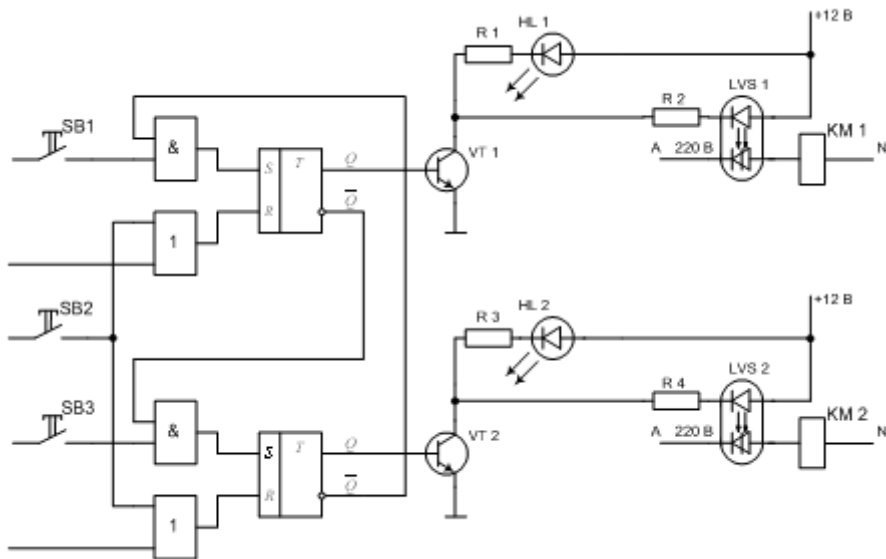 +12 В
R 1
HL 1
LVS 1
R 2
SB1
&
KM 1
A
220 В
N
VT 1
S
T
Q
Q
R
1
SB2
+12 В
HL 2
R 3
LVS 2
R 4
SB3
&
KM 2
A
220 В
N
VT 2
S
T
Q
Q
R
1